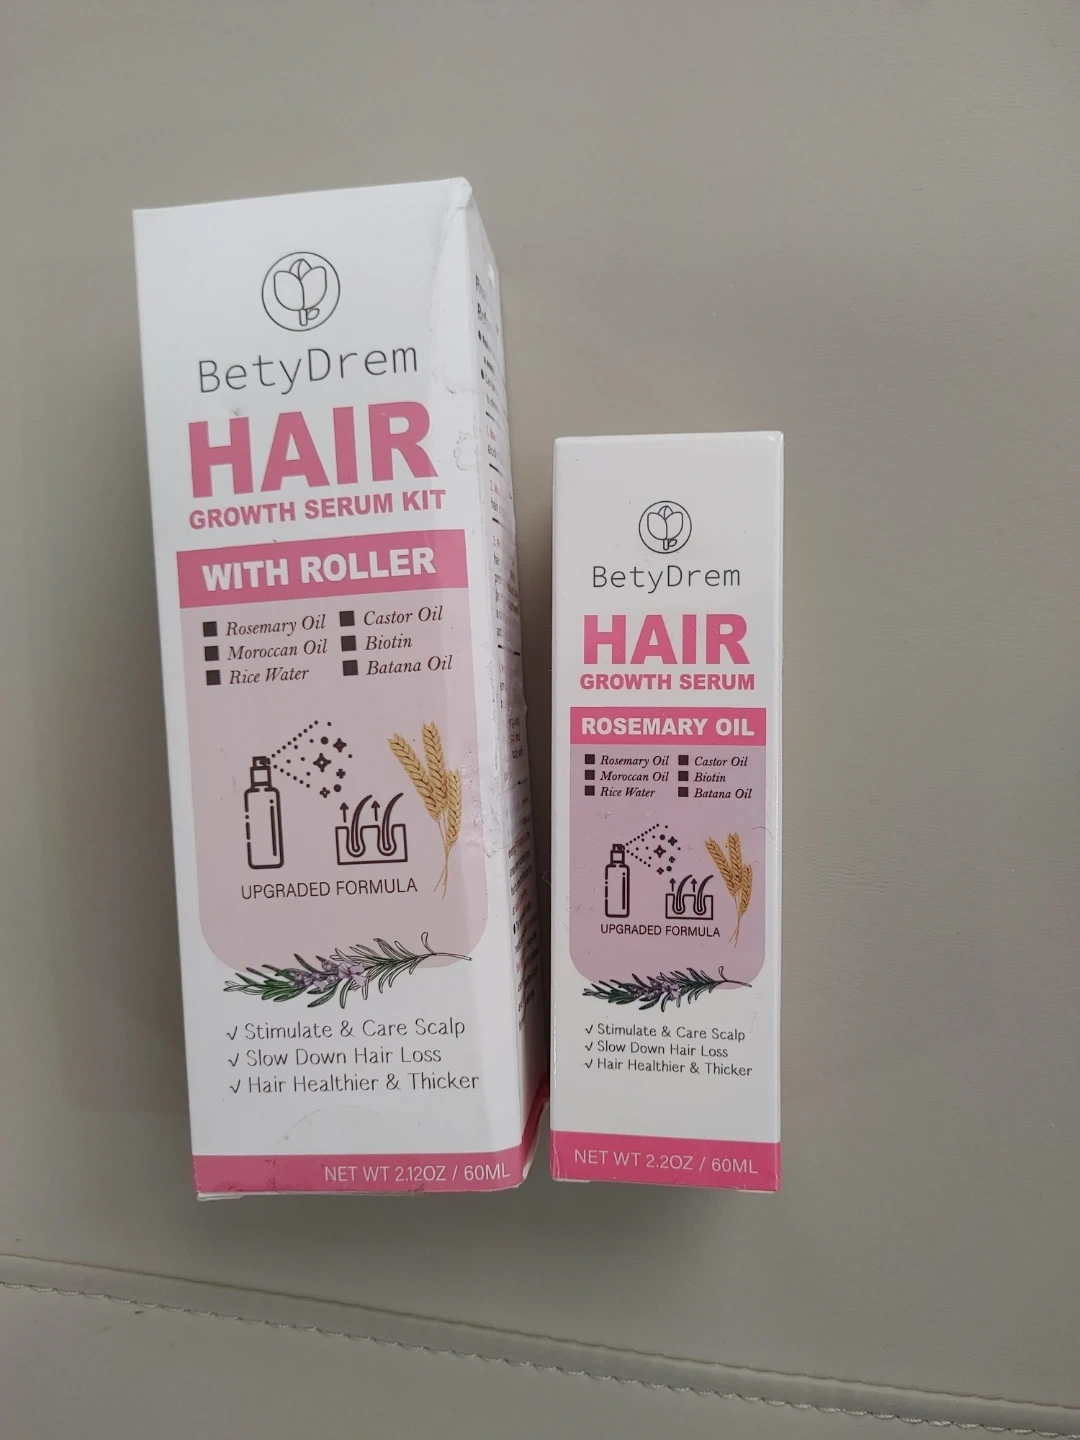 BetyDrem
HAIR
GROWTH SERUM KIT
WITH ROLLER
Rosemary Oil
Castor Oil
Moroccan Oil
Biotin
Rice Water
Batana Oil
UPGRADED FORMULA
√ Stimulate & Care Scalp
√ Slow Down Hair Loss
√ Hair Healthier & Thicker
NET WT 2.12OZ / 60ML
BetyDrem
HAIR
GROWTH SERUM
ROSEMARY OIL
Rosemary Oil
Castor Oil
Moroccan Oil
Biotin
Rice Water
Batana Oil
UPGRADED FORMULA
√ Stimulate & Care Scalp
√ Slow Down Hair Loss
√ Hair Healthier & Thicker
NET WT 2.2OZ / 60ML